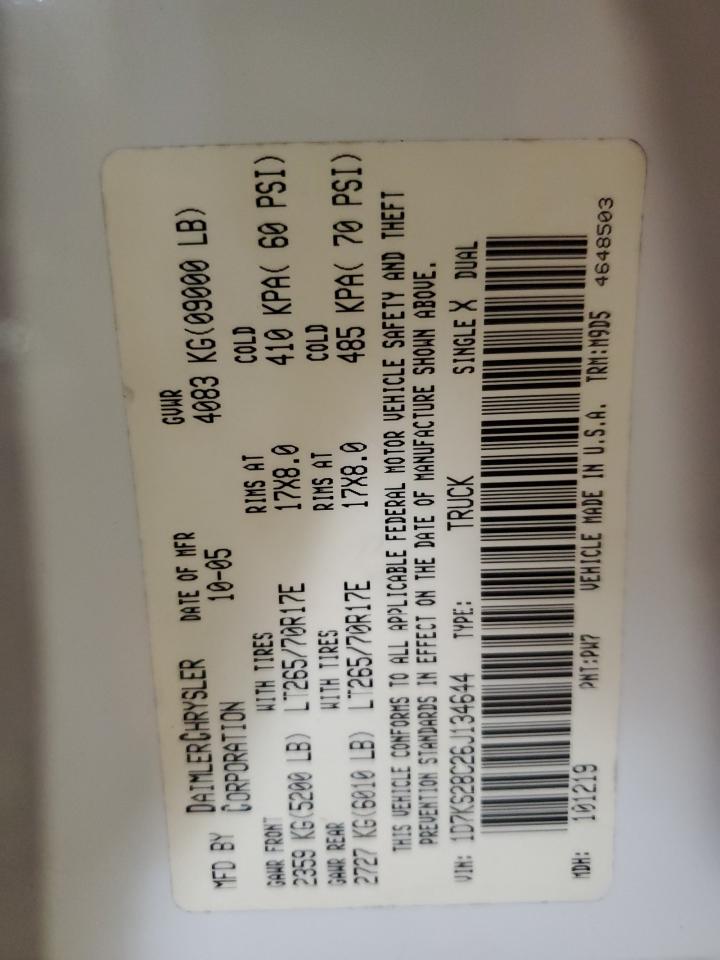 MFD BY DAIMLERCHRYSLER CORPORATION DATE OF MFR 10-05 GVWR 4083 KG(09000 LB)
GAWR FRONT WITH TIRES RIMS AT COLD
2359 KG(5200 LB) LT265/70R17E 17X8.0 410 KPA( 60 PSI)
GAWR REAR WITH TIRES RIMS AT COLD
2727 KG(6010 LB) LT265/70R17E 17X8.0 485 KPA( 70 PSI)
THIS VEHICLE CONFORMS TO ALL APPLICABLE FEDERAL MOTOR VEHICLE SAFETY AND THEFT
PREVENTION STANDARDS IN EFFECT ON THE DATE OF MANUFACTURE SHOWN ABOVE.
VIN: 1D7KS28C26J134644 TYPE: TRUCK SINGLE X DUAL
MDH: 101219 PNT:PW7 VEHICLE MADE IN U.S.A. TRM:M9D5 4648503